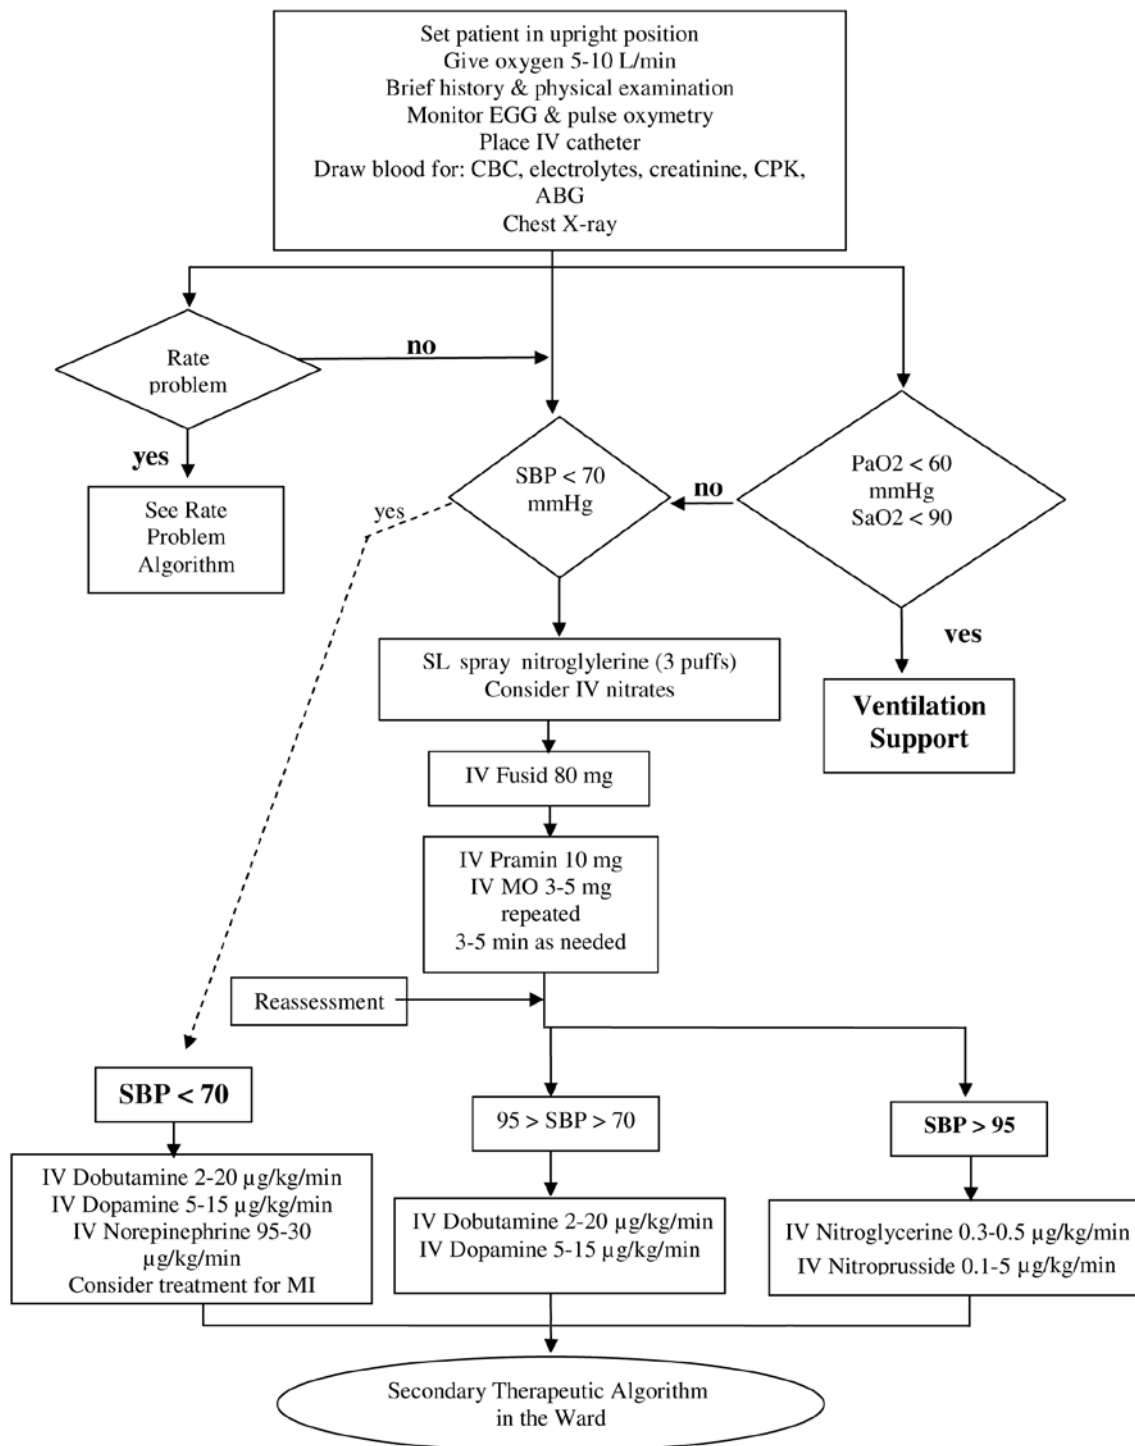 Set patient in upright position
Give oxygen 5-10 L/min
Brief history & physical examination
Monitor EGG & pulse oxymetry
Place IV catheter
Draw blood for: CBC, electrolytes, creatinine, CPK,
ABG
Chest X-ray
Rate
problem
no
yes
See Rate
Problem
Algorithm
SBP < 70
mmHg
yes
no
PaO2 < 60
mmHg
SaO2 < 90
yes
Ventilation
Support
SL spray nitroglylerine (3 puffs)
Consider IV nitrates
IV Fusid 80 mg
IV Pramin 10 mg
IV MO 3-5 mg
repeated
3-5 min as needed
Reassessment
SBP < 70
95 > SBP > 70
SBP > 95
IV Dobutamine 2-20 µg/kg/min
IV Dopamine 5-15 µg/kg/min
IV Norepinephrine 95-30
µg/kg/min
Consider treatment for MI
IV Dobutamine 2-20 µg/kg/min
IV Dopamine 5-15 µg/kg/min
IV Nitroglycerine 0.3-0.5 µg/kg/min
IV Nitroprusside 0.1-5 µg/kg/min
Secondary Therapeutic Algorithm
in the Ward